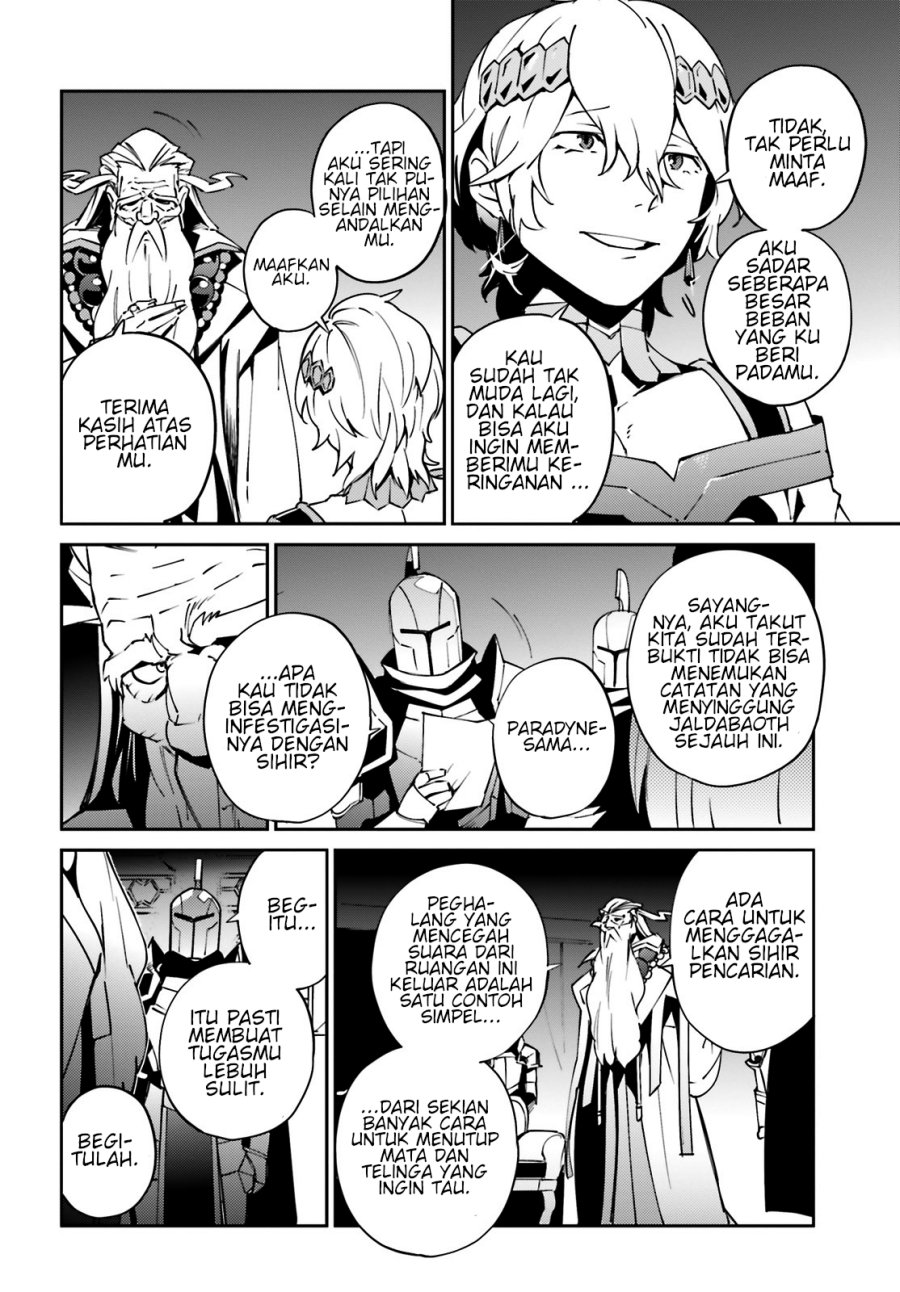 TIDAK,
TAK PERLU
MINTA
MAAF.
AKU
SADAR
SEBERAPA
BESAR
BEBAN
YANG KU
BERI
PADAMU.
KAU
SUDAH TAK
MUDA LAGI,
DAN KALAU
BISA AKU
INGIN MEM-
BERIMU KE-
RINGANAN ...
...TAPI
AKU SERING
KALI TAK PU-
NYA PILIHAN
SELAIN MENG-
ANDALKAN
MU.
MAAFKAN
AKU.
TERIMA
KASIH ATAS
PERHATIAN
MU.
SAYANG-
NYA, AKU TAKUT
KITA SUDAH TER-
BUKTI TIDAK BISA
MENEMUKAN
CATATAN YANG
MENYINGGUNG
JALDABAOTH
SEJAUH INI.
PARADYNE-
SAMA...
...APA
KAU TIDAK
BISA MENG-
INFESTIGASI-
NYA DENGAN
SIHIR?
ADA
CARA UNTUK
MENGGAGA-
LKAN SIHIR
PENCARIAN.
PEGHA-
LANG YANG
MENCEGAH
SUARA DARI
RUANGAN INI
KELUAR ADALAH
SATU CONTOH
SIMPEL...
...DARI SEKIAN
BANYAK CARA
UNTUK MENUTUP
MATA DAN
TELINGA YANG
INGIN TAU.
BEG-
ITU...
ITU PASTI
MEMBUAT
TUGASMU
LEBUH
SULIT.
BEGI-
TULAH.